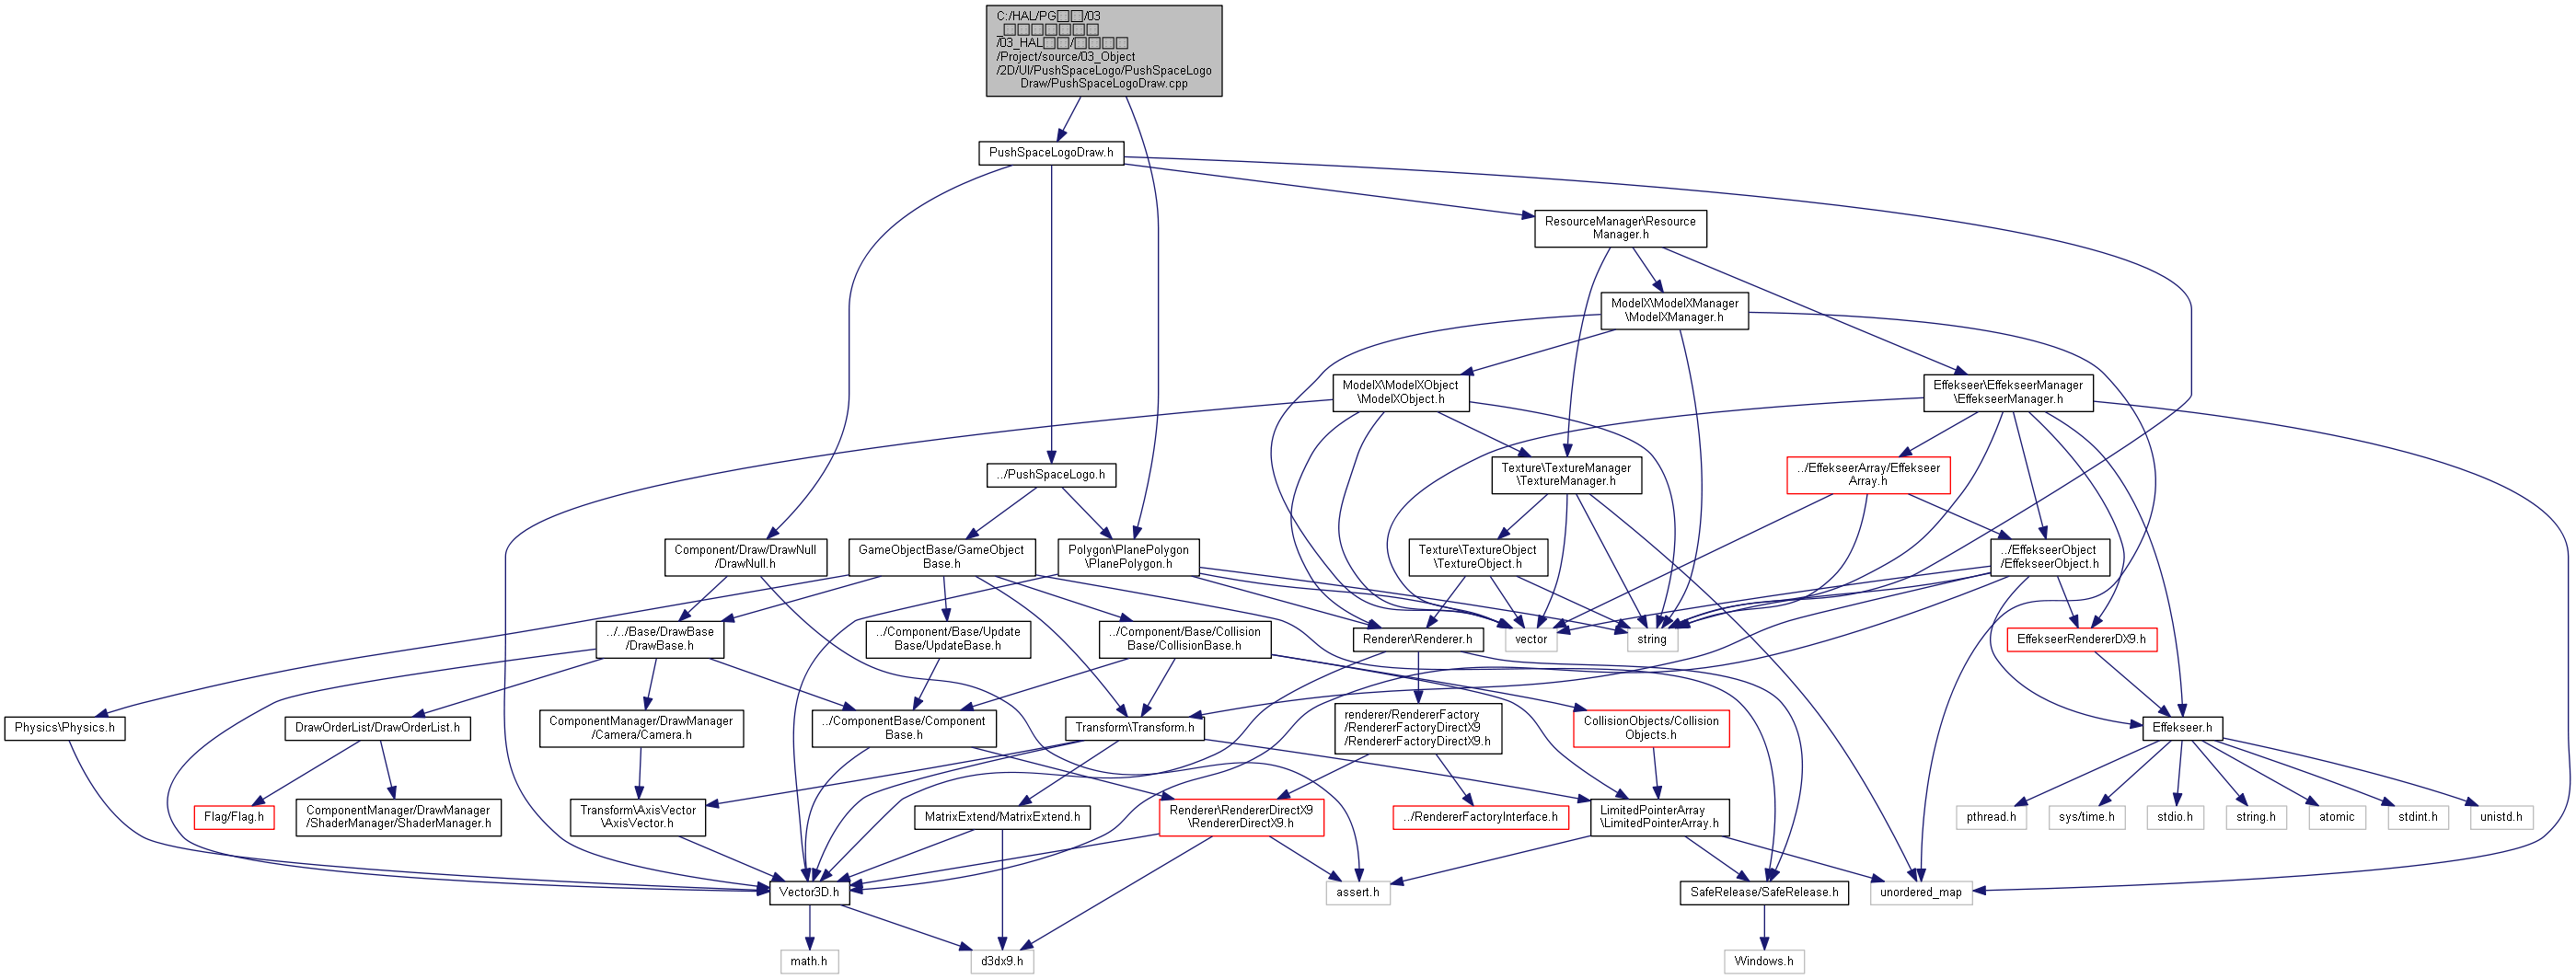 C:/HAL/PG□□/03
_□□□□□□□
/03_HAL□□/□□□□
/Project/source/03_Object
/2D/UI/PushSpaceLogo/PushSpaceLogo
Draw/PushSpaceLogoDraw.cpp
PushSpaceLogoDraw.h
ResourceManager\Resource
Manager.h
ModelX\ModelXManager
\ModelXManager.h
ModelX\ModelXObject
\ModelXObject.h
Effekseer\EffekseerManager
\EffekseerManager.h
../PushSpaceLogo.h
Texture\TextureManager
\TextureManager.h
../EffekseerArray/Effekseer
Array.h
Component/Draw/DrawNull
/DrawNull.h
GameObjectBase/GameObject
Base.h
Polygon\PlanePolygon
\PlanePolygon.h
Texture\TextureObject
\TextureObject.h
../EffekseerObject
/EffekseerObject.h
../../Base/DrawBase
/DrawBase.h
../Component/Base/Update
Base/UpdateBase.h
../Component/Base/Collision
Base/CollisionBase.h
Renderer\Renderer.h
vector
string
EffekseerRendererDX9.h
Physics\Physics.h
DrawOrderList/DrawOrderList.h
ComponentManager/DrawManager
/Camera/Camera.h
../ComponentBase/Component
Base.h
Transform\Transform.h
renderer/RendererFactory
/RendererFactoryDirectX9
/RendererFactoryDirectX9.h
CollisionObjects/Collision
Objects.h
Effekseer.h
Flag/Flag.h
ComponentManager/DrawManager
/ShaderManager/ShaderManager.h
Transform\AxisVector
\AxisVector.h
MatrixExtend/MatrixExtend.h
Renderer\RendererDirectX9
\RendererDirectX9.h
../RendererFactoryInterface.h
LimitedPointerArray
\LimitedPointerArray.h
pthread.h
sys/time.h
stdio.h
string.h
atomic
stdint.h
unistd.h
Vector3D.h
assert.h
SafeRelease/SafeRelease.h
unordered_map
math.h
d3dx9.h
Windows.h